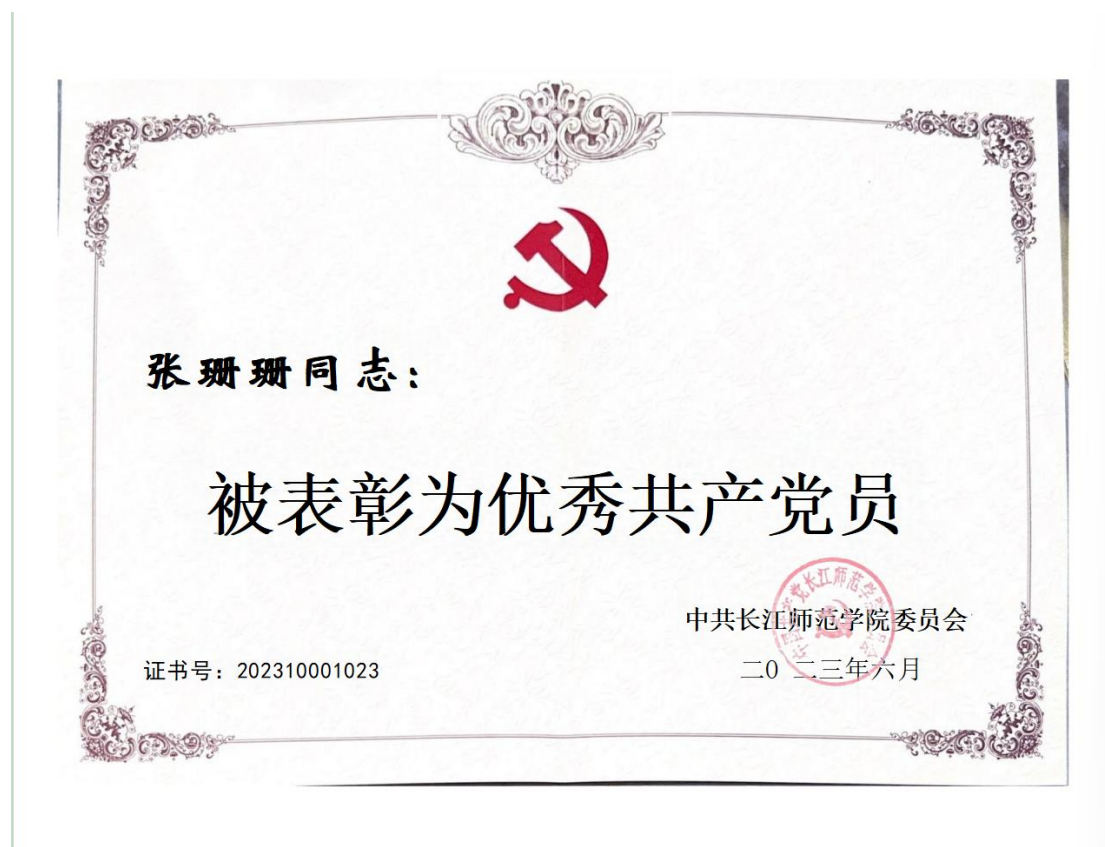 张珊珊同志：
被表彰为优秀共产党员
中共长江师范学院委员会
二0 二三年六月
证书号：202310001023